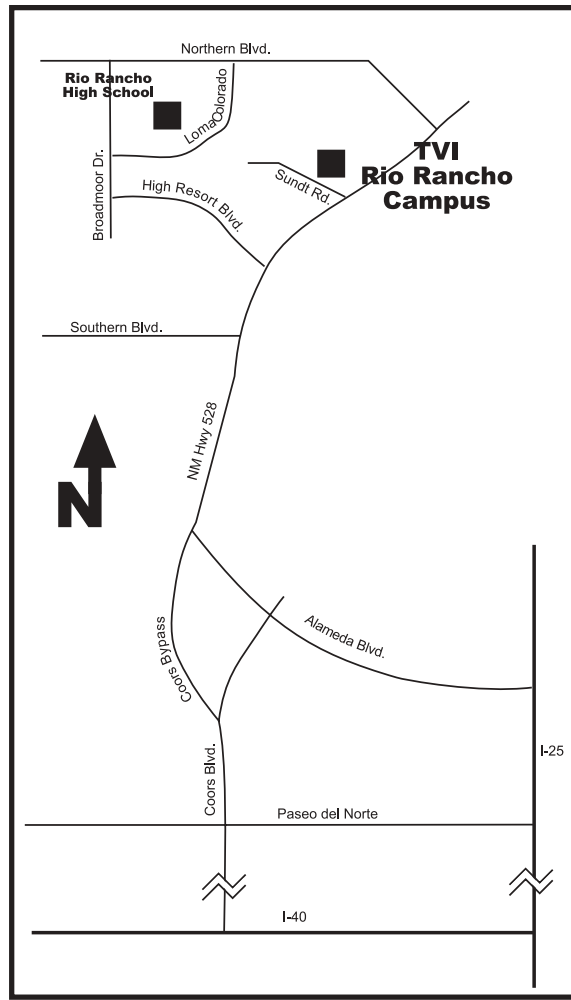 Northern Blvd.
Rio Rancho
High School
Loma Colorado
Broadmoor Dr.
TVI
Rio Rancho
Campus
Sundt Rd.
High Resort Blvd.
Southern Blvd.
NM Hwy 528
N
Coors Bypass
Alameda Blvd.
Coors Blvd.
I-25
Paseo del Norte
I-40